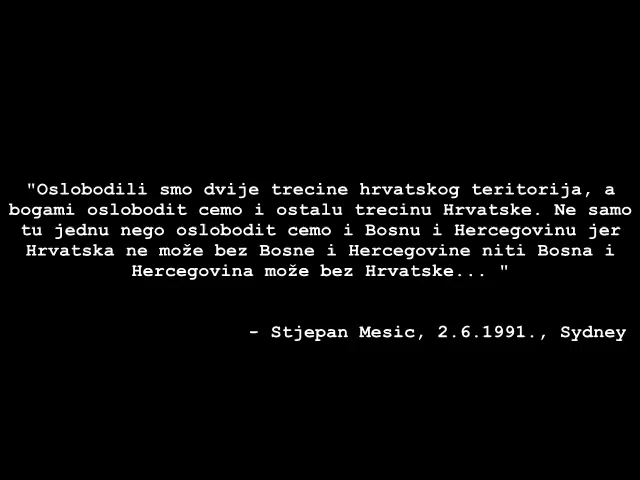 "Oslobodili smo dvije trecine hrvatskog teritorija, a
bogami oslobodit cemo i ostalu trecinu Hrvatske. Ne samo
tu jednu nego oslobodit cemo i Bosnu i Hercegovinu jer
Hrvatska ne može bez Bosne i Hercegovine niti Bosna i
Hercegovina može bez Hrvatske... "
- Stjepan Mesic, 2.6.1991., Sydney